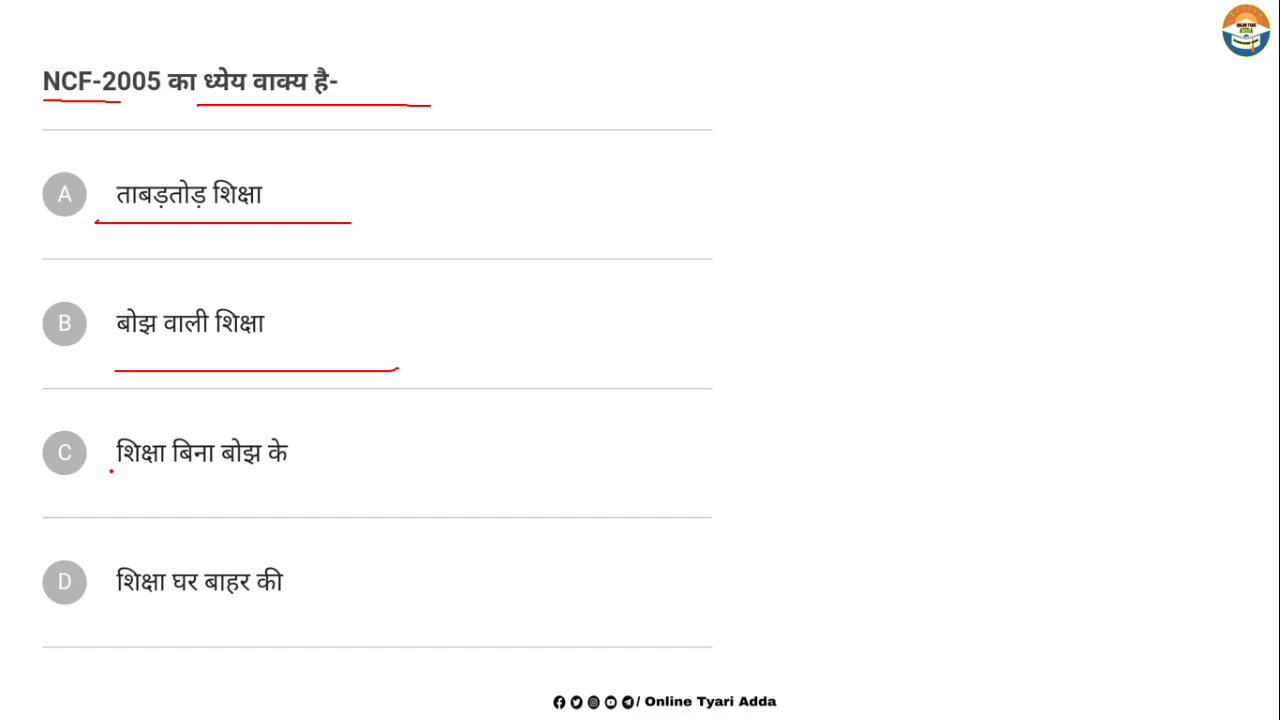 NCF-2005 का ध्येय वाक्य है-
A ताबड़तोड़ शिक्षा
B बोझ वाली शिक्षा
C शिक्षा बिना बोझ के
D शिक्षा घर बाहर की
/ Online Tyari Adda